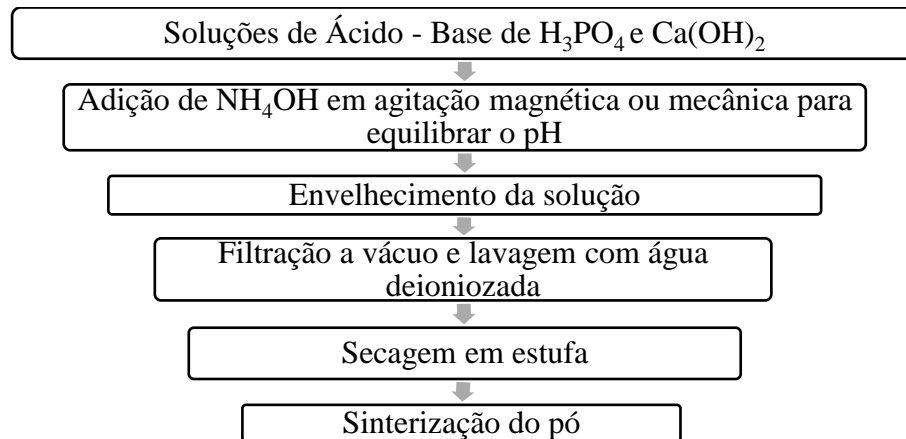 Soluções de Ácido - Base de H₃PO₄ e Ca(OH)₂
Adição de NH₄OH em agitação magnética ou mecânica para
equilibrar o pH
Envelhecimento da solução
Filtração a vácuo e lavagem com água
deioniozada
Secagem em estufa
Sinterização do pó